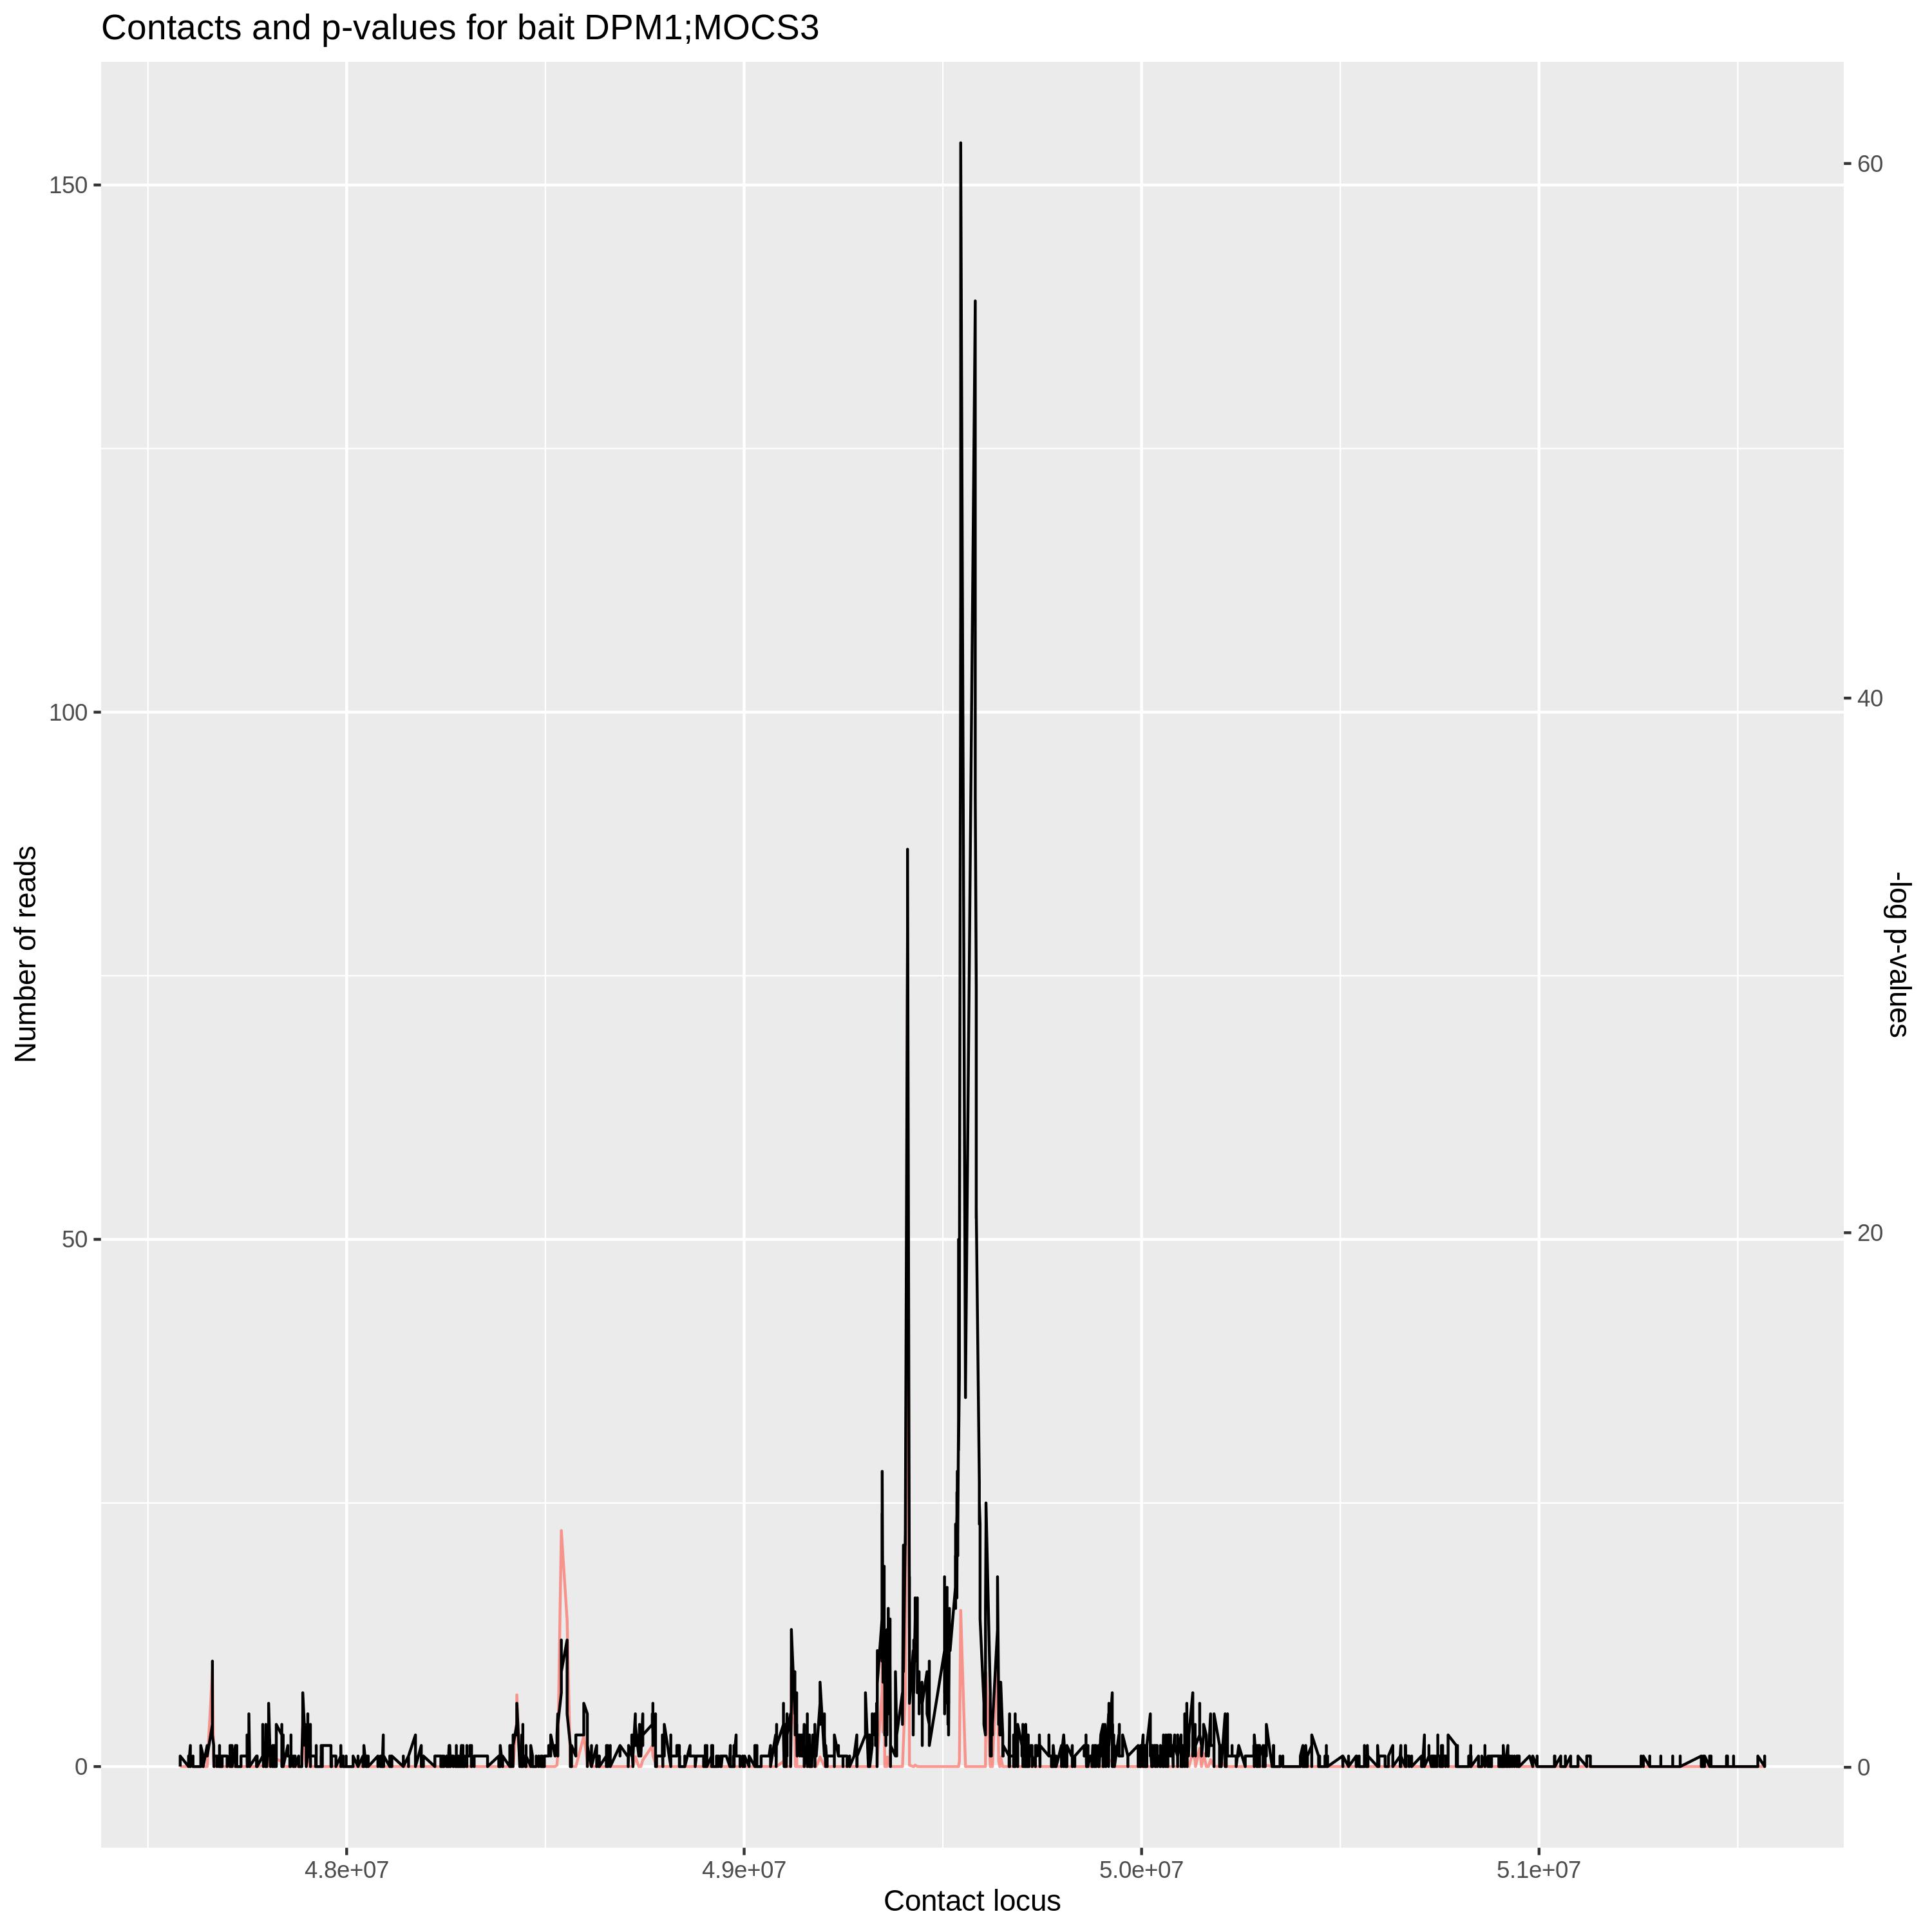 Contacts and p-values for bait DPM1;MOCS3
150
100
50
0
60
40
20
0
Number of reads
-log p-values
4.8e+07
4.9e+07
5.0e+07
5.1e+07
Contact locus